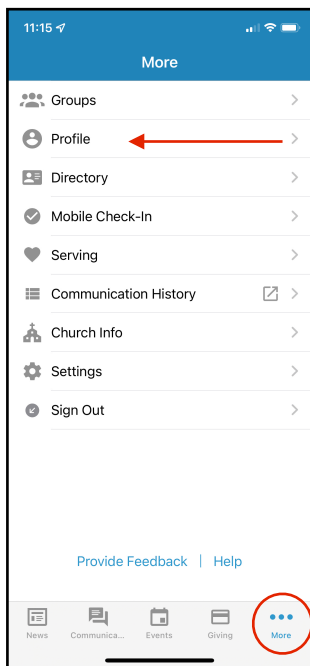 11:15
More
Groups
Profile
Directory
Mobile Check-In
Serving
Communication History
Church Info
Settings
Sign Out
Provide Feedback | Help
News Communica... Events Giving More